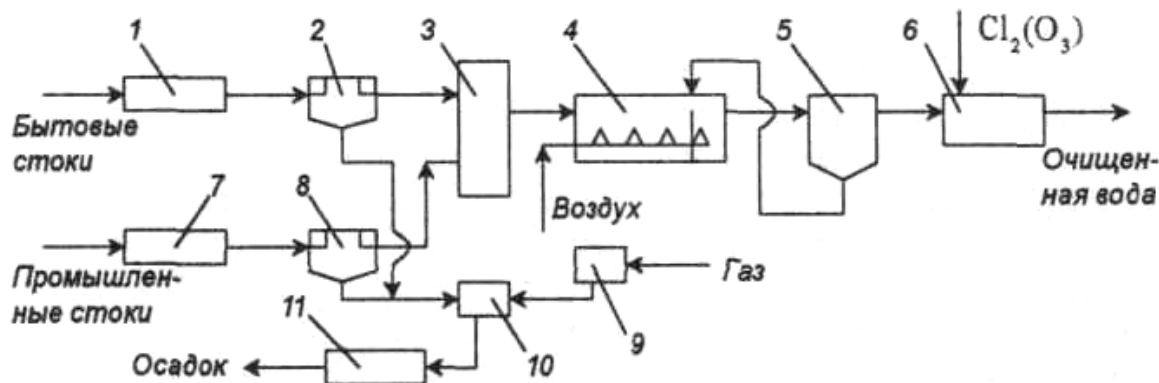 1
2
3
4
5
6
Cl₂(O₃)
Бытовые
стоки
Очищен-
ная вода
Воздух
7
8
Промышлен-
ные стоки
Газ
9
10
11
Осадок